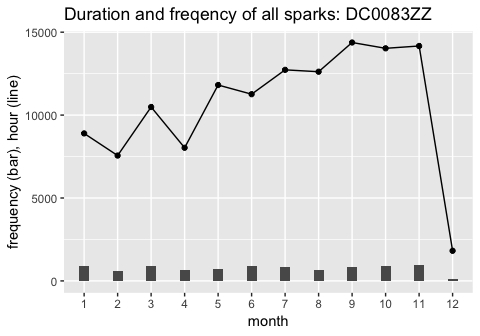 Duration and freqency of all sparks: DC0083ZZ
frequency (bar), hour (line)
15000
10000
5000
0
1 2 3 4 5 6 7 8 9 10 11 12
month